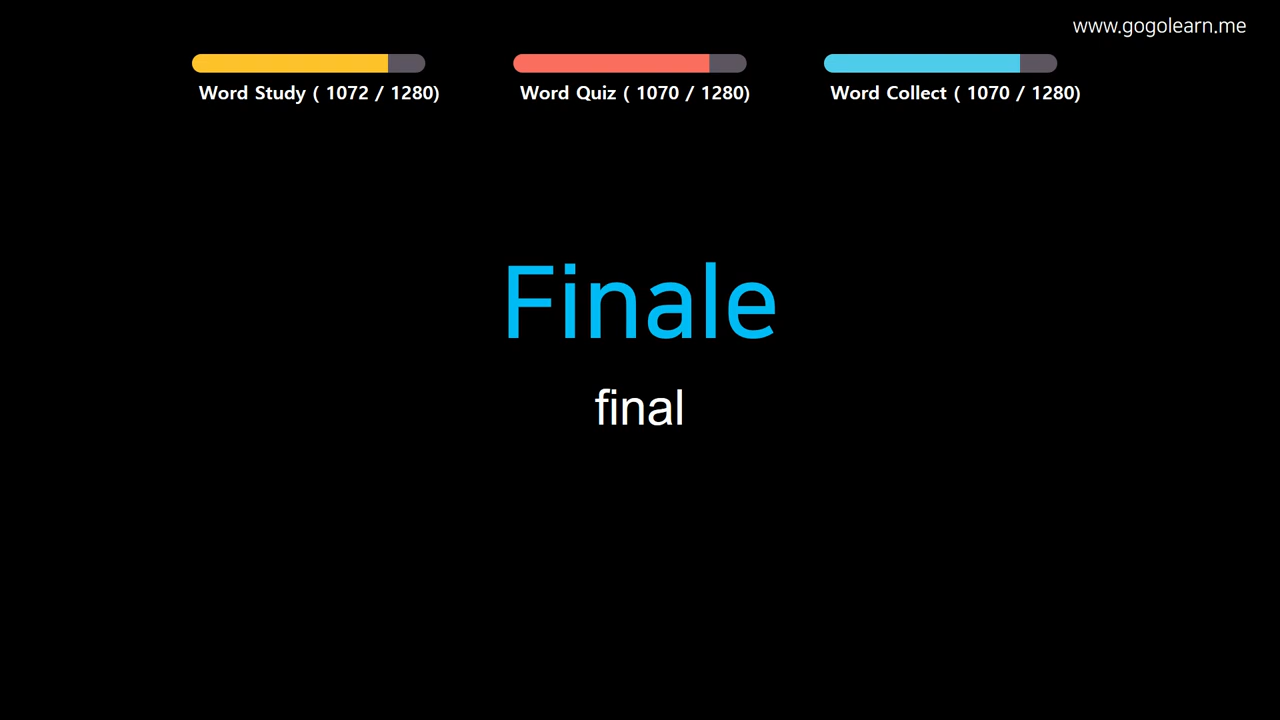 www.gogolearn.me
Word Study ( 1072 / 1280)
Word Quiz ( 1070 / 1280)
Word Collect ( 1070 / 1280)
Finale
final